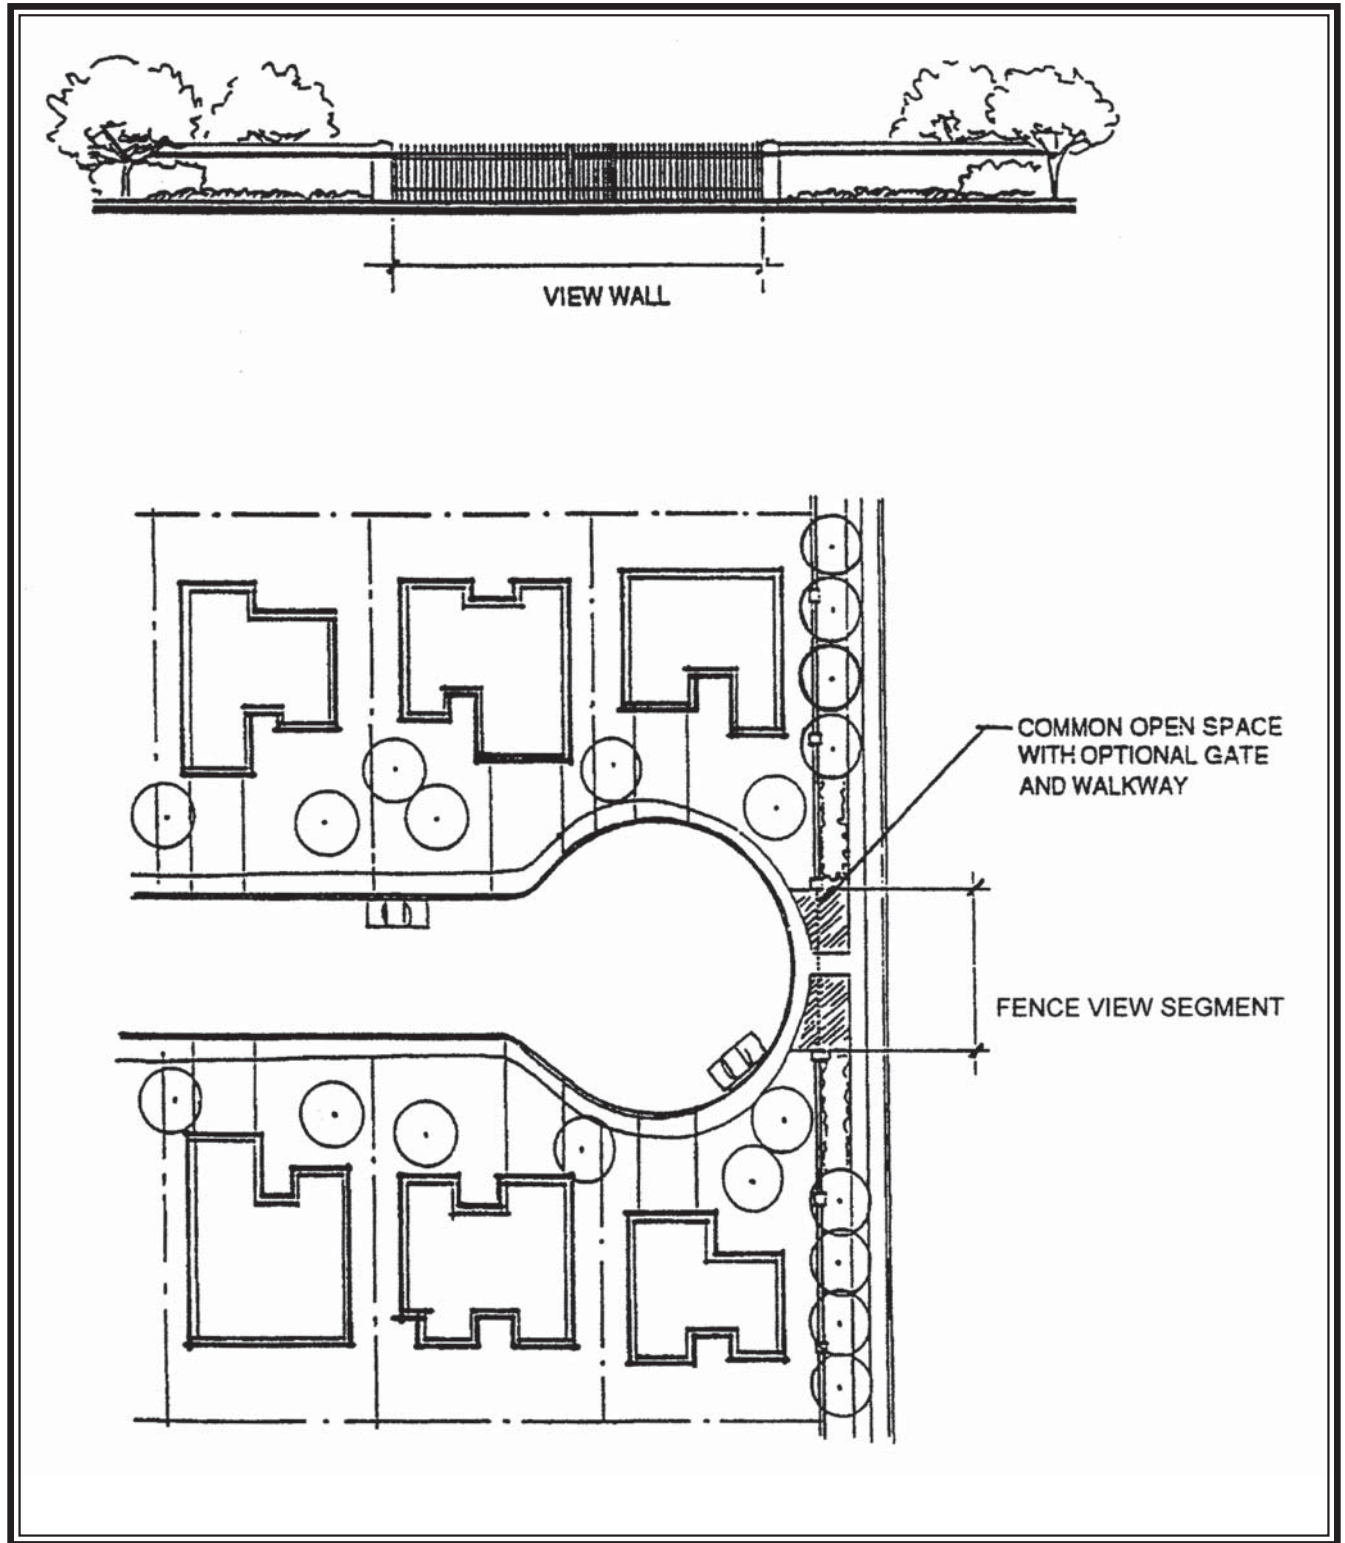 VIEW WALL
COMMON OPEN SPACE
WITH OPTIONAL GATE
AND WALKWAY
FENCE VIEW SEGMENT